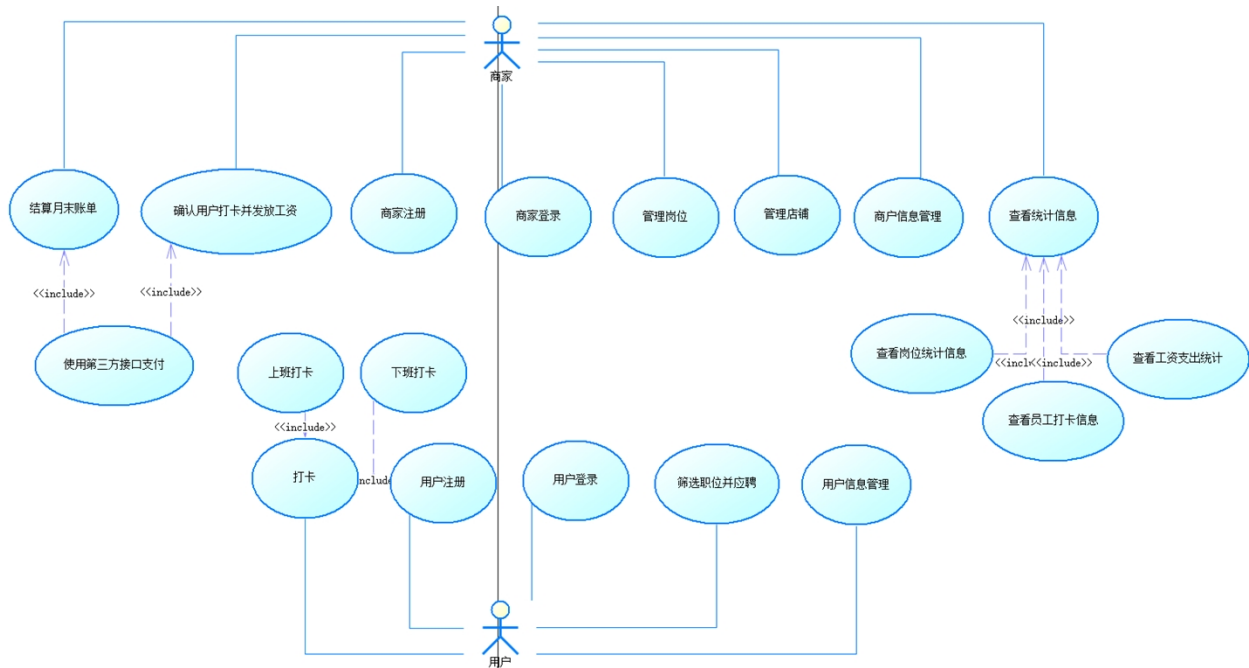 商家
结算月末账单
确认用户打卡并发放工资
商家注册
商家登录
管理岗位
管理店铺
商户信息管理
查看统计信息
<<include>>
<<include>>
<<include>>
<<incl
<<include>>
使用第三方接口支付
上班打卡
下班打卡
查看岗位统计信息
查看工资支出统计
查看员工打卡信息
<<include>>
打卡
nclude
用户注册
用户登录
筛选职位并应聘
用户信息管理
用户